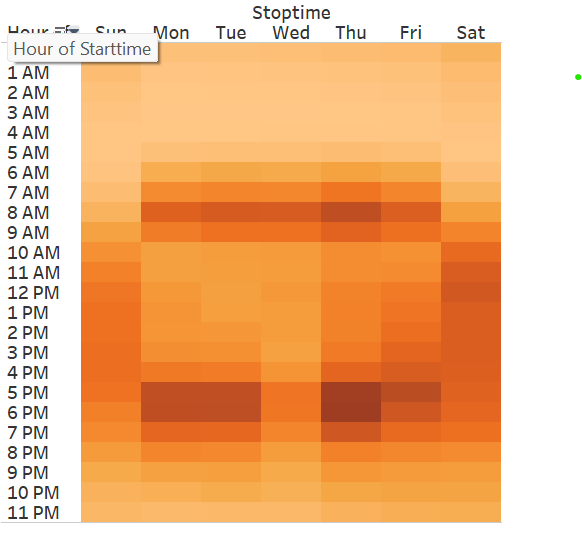 Stoptime
Hour Sun Mon Tue Wed Thu Fri Sat
Hour of Starttime
1 AM
2 AM
3 AM
4 AM
5 AM
6 AM
7 AM
8 AM
9 AM
10 AM
11 AM
12 PM
1 PM
2 PM
3 PM
4 PM
5 PM
6 PM
7 PM
8 PM
9 PM
10 PM
11 PM